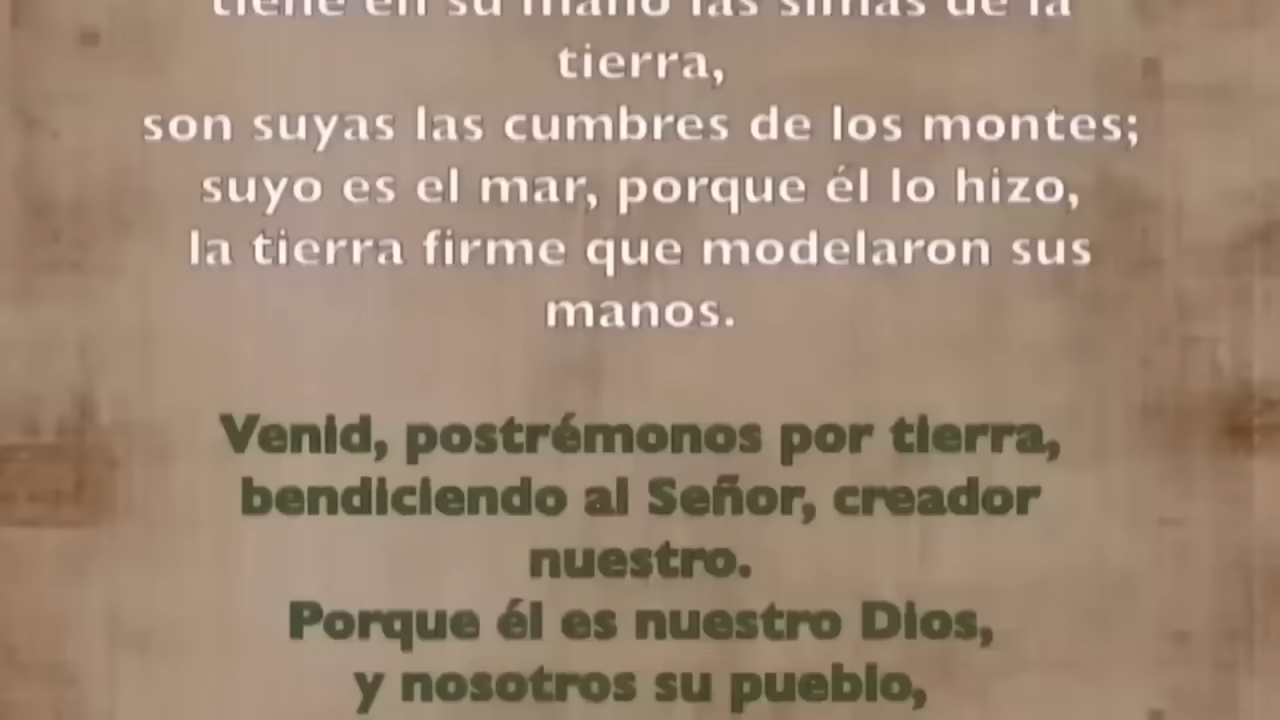 tiene en su mano las simas de la
tierra,
son suyas las cumbres de los montes;
suyo es el mar, porque él lo hizo,
la tierra firme que modelaron sus
manos.
Venid, postrémonos por tierra,
bendiciendo al Señor, creador
nuestro.
Porque él es nuestro Dios,
y nosotros su pueblo,